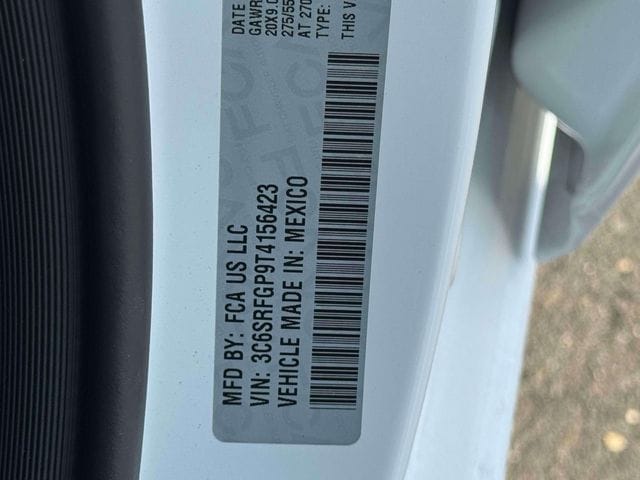 DATE
GAWR
20X9.0
275/55
AT 270
TYPE:
THIS V
MFD BY: FCA US LLC
VIN: 3C6SRFGP9T4156423
VEHICLE MADE IN: MEXICO